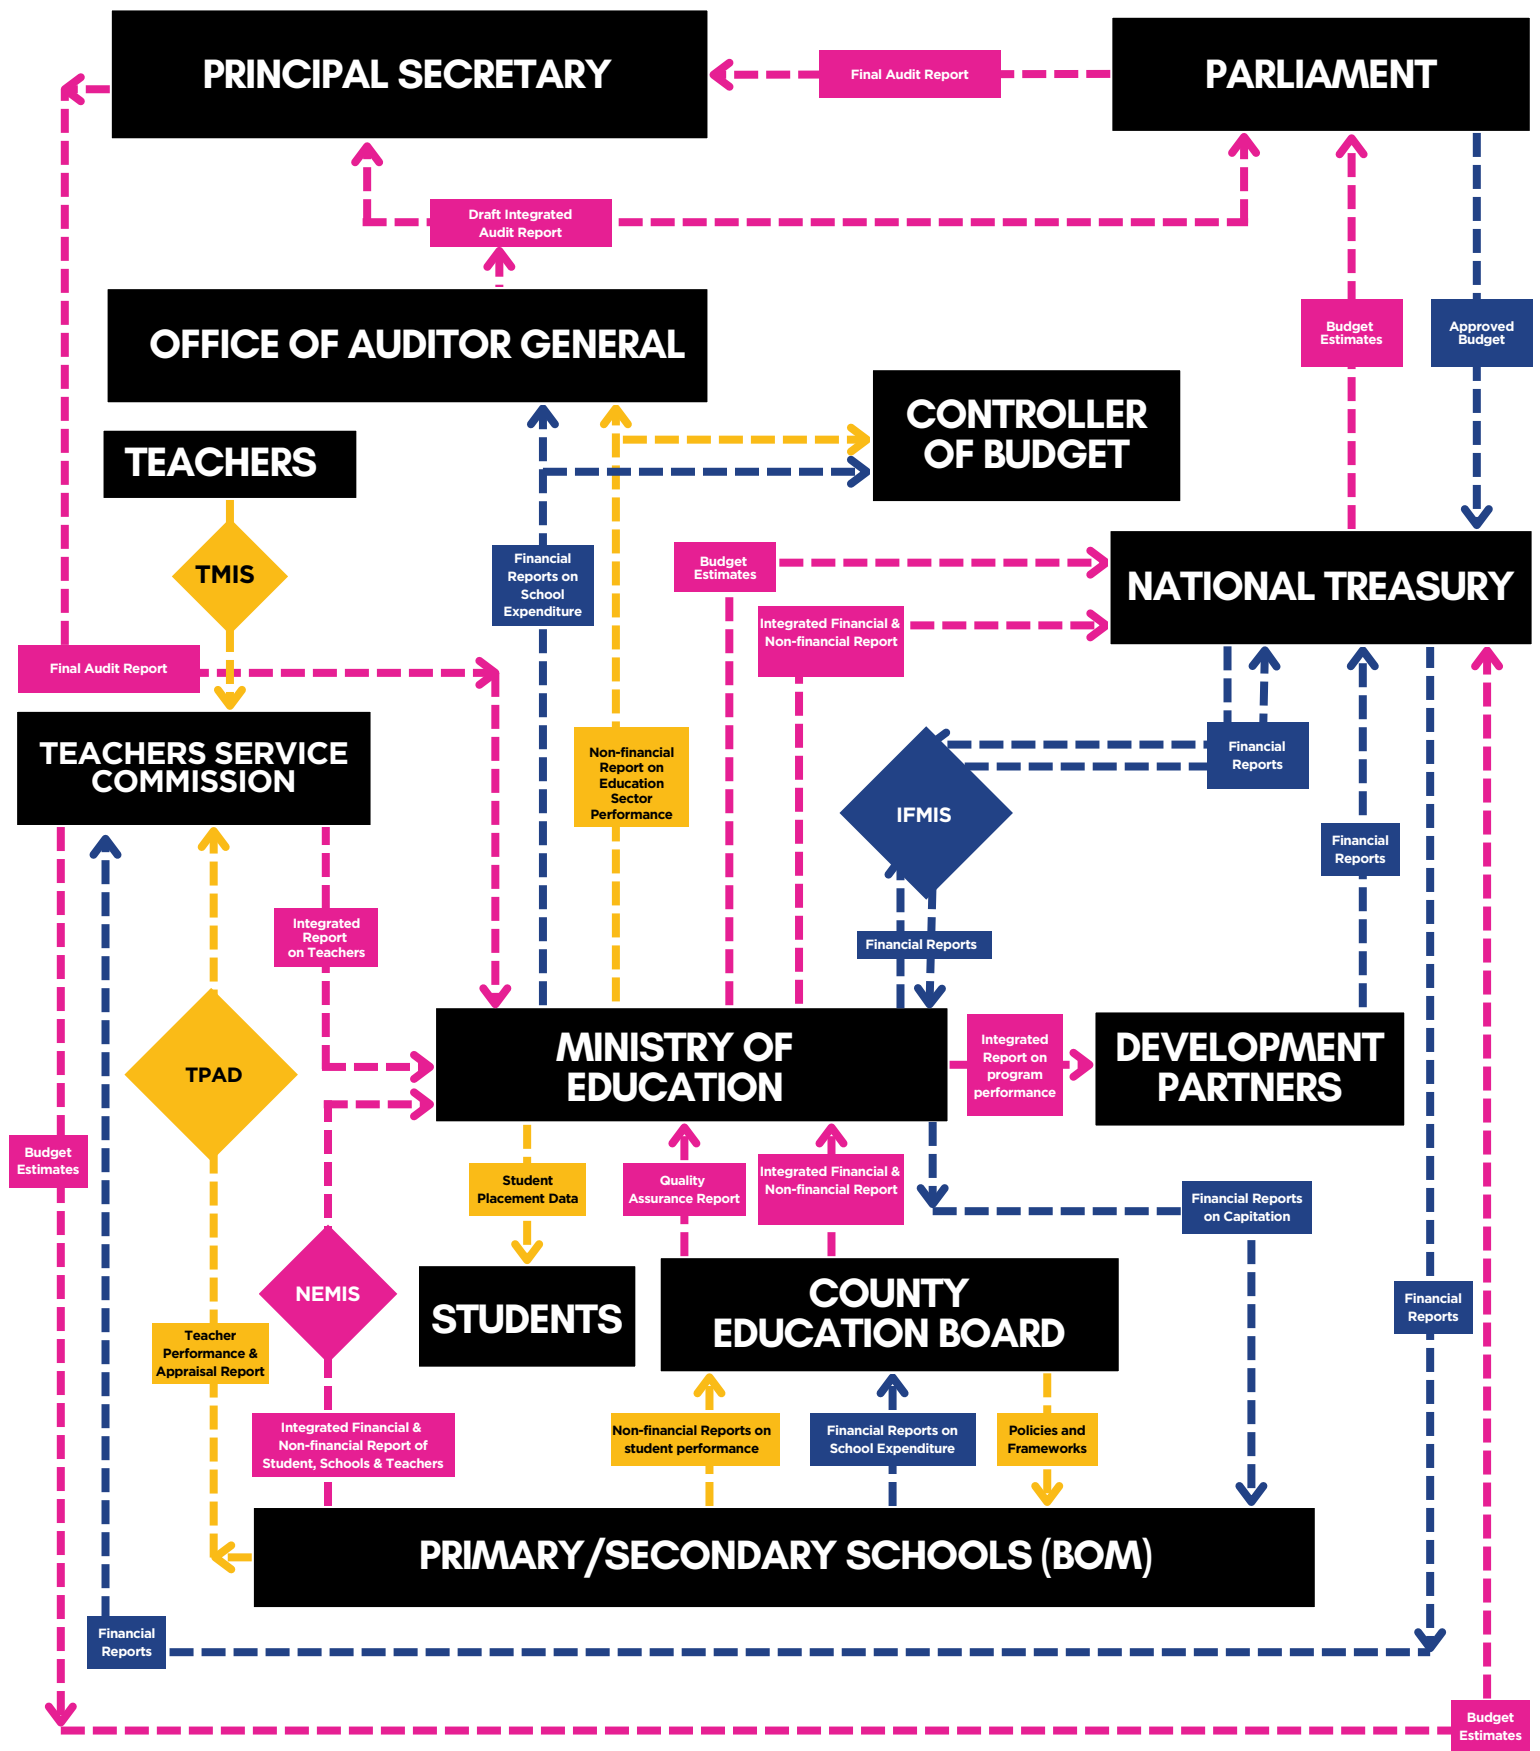 PRINCIPAL SECRETARY
Final Audit Report
PARLIAMENT
Draft Integrated
Audit Report
OFFICE OF AUDITOR GENERAL
Budget
Estimates
Approved
Budget
CONTROLLER
OF BUDGET
TEACHERS
TMIS
Financial
Reports on
School
Expenditure
Budget
Estimates
NATIONAL TREASURY
Integrated Financial &
Non-financial Report
Final Audit Report
TEACHERS SERVICE
COMMISSION
Non-financial
Report on
Education
Sector
Performance
Financial
Reports
IFMIS
Financial
Reports
Integrated
Report
on Teachers
Financial Reports
TPAD
MINISTRY OF
EDUCATION
Integrated
Report on
program
performance
DEVELOPMENT
PARTNERS
Budget
Estimates
Student
Placement Data
Quality
Assurance Report
Integrated Financial &
Non-financial Report
Financial Reports
on Capitation
NEMIS
STUDENTS
COUNTY
EDUCATION BOARD
Financial
Reports
Teacher
Performance &
Appraisal Report
Integrated Financial &
Non-financial Report of
Student, Schools & Teachers
Non-financial Reports on
student performance
Financial Reports on
School Expenditure
Policies and
Frameworks
PRIMARY/SECONDARY SCHOOLS (BOM)
Financial
Reports
Budget
Estimates